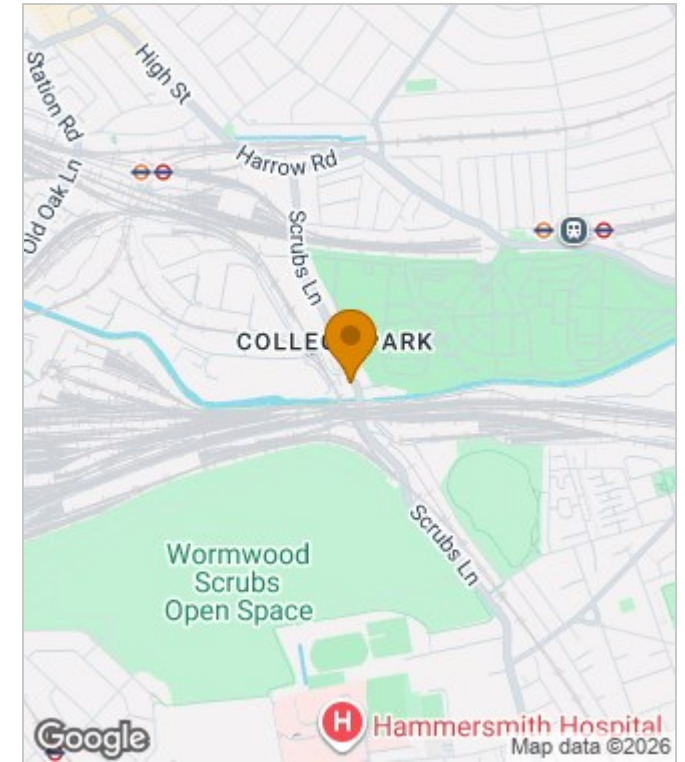 High St
Station Rd
Harrow Rd
Old Oak Ln
Scrubs Ln
COLLEGE PARK
Scrubs Ln
Wormwood
Scrubs
Open Space
H
Hammersmith Hospital
Google
Map data ©2026